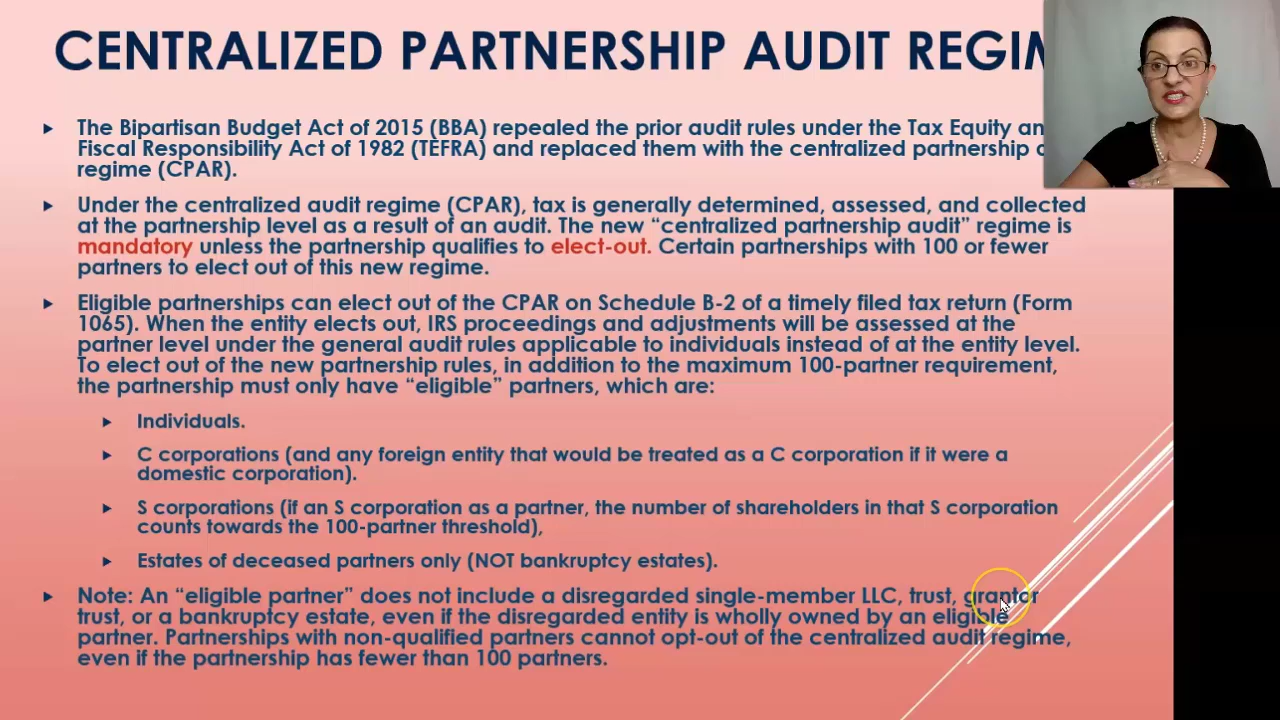 CENTRALIZED PARTNERSHIP AUDIT
The Bipartisan Budget Act of 2015 (BBA) repealed the prior audit rules under the Tax Equity
Fiscal Responsibility Act of 1982 (TEFRA) and replaced them with the centralized partnership
regime (CPAR).
Under the centralized audit regime (CPAR), tax is generally determined, assessed, and collected
at the partnership level as a result of an audit. The new “centralized partnership audit” regime is
mandatory unless the partnership qualifies to elect-out. Certain partnerships with 100 or fewer
partners to elect out of this new regime.
Eligible partnerships can elect out of the CPAR on Schedule B-2 of a timely filed tax return (Form
1065). When the entity elects out, IRS proceedings and adjustments will be assessed at the
partner level under the general audit rules applicable to individuals instead of at the entity level.
To elect out of the new partnership rules, in addition to the maximum 100-partner requirement,
the partnership must only have “eligible” partners, which are:
Individuals.
C corporations (and any foreign entity that would be treated as a C corporation if it were a
domestic corporation).
S corporations (if an S corporation as a partner, the number of shareholders in that S corporation
counts towards the 100-partner threshold),
Estates of deceased partners only (NOT bankruptcy estates).
Note: An “eligible partner” does not include a disregarded single-member LLC, trust, grantor
trust, or a bankruptcy estate, even if the disregarded entity is wholly owned by an eligible
partner. Partnerships with non-qualified partners cannot opt-out of the centralized audit regime,
even if the partnership has fewer than 100 partners.